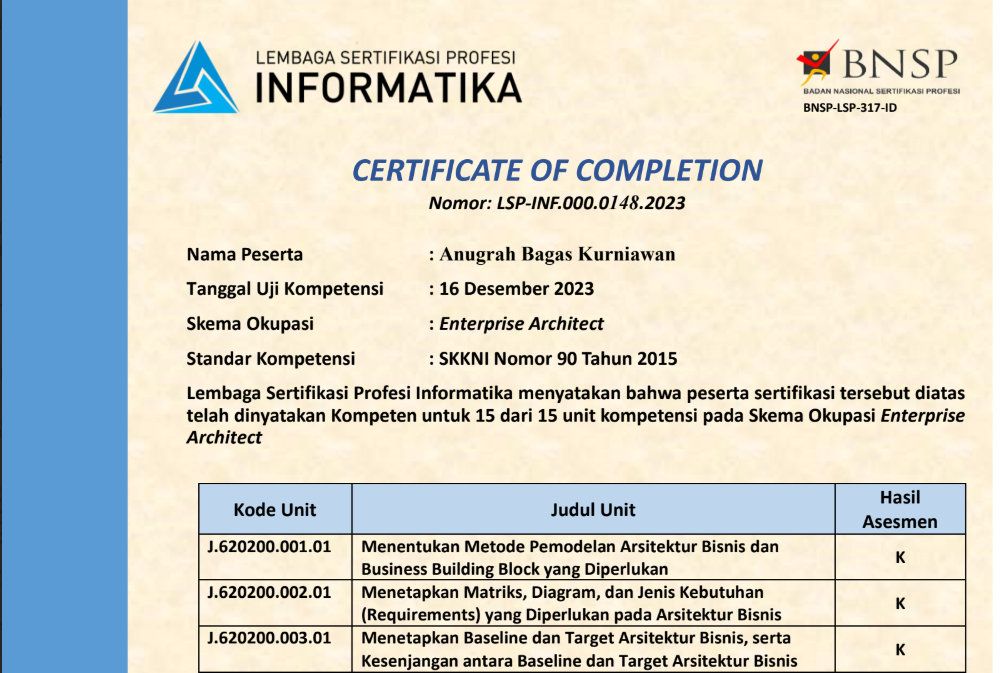 LEMBAGA SERTIFIKASI PROFESI
INFORMATIKA
BNSP
BADAN NASIONAL SERTIFIKASI PROFESI
BNSP-LSP-317-ID
CERTIFICATE OF COMPLETION
Nomor: LSP-INF.000.0148.2023
Nama Peserta : Anugrah Bagas Kurniawan
Tanggal Uji Kompetensi : 16 Desember 2023
Skema Okupasi : Enterprise Architect
Standar Kompetensi : SKKNI Nomor 90 Tahun 2015
Lembaga Sertifikasi Profesi Informatika menyatakan bahwa peserta sertifikasi tersebut diatas
telah dinyatakan Kompeten untuk 15 dari 15 unit kompetensi pada Skema Okupasi Enterprise
Architect
Kode Unit Judul Unit Hasil
Asesmen
J.620200.001.01 Menentukan Metode Pemodelan Arsitektur Bisnis dan
Business Building Block yang Diperlukan K
J.620200.002.01 Menetapkan Matriks, Diagram, dan Jenis Kebutuhan
(Requirements) yang Diperlukan pada Arsitektur Bisnis K
J.620200.003.01 Menetapkan Baseline dan Target Arsitektur Bisnis, serta
Kesenjangan antara Baseline dan Target Arsitektur Bisnis K